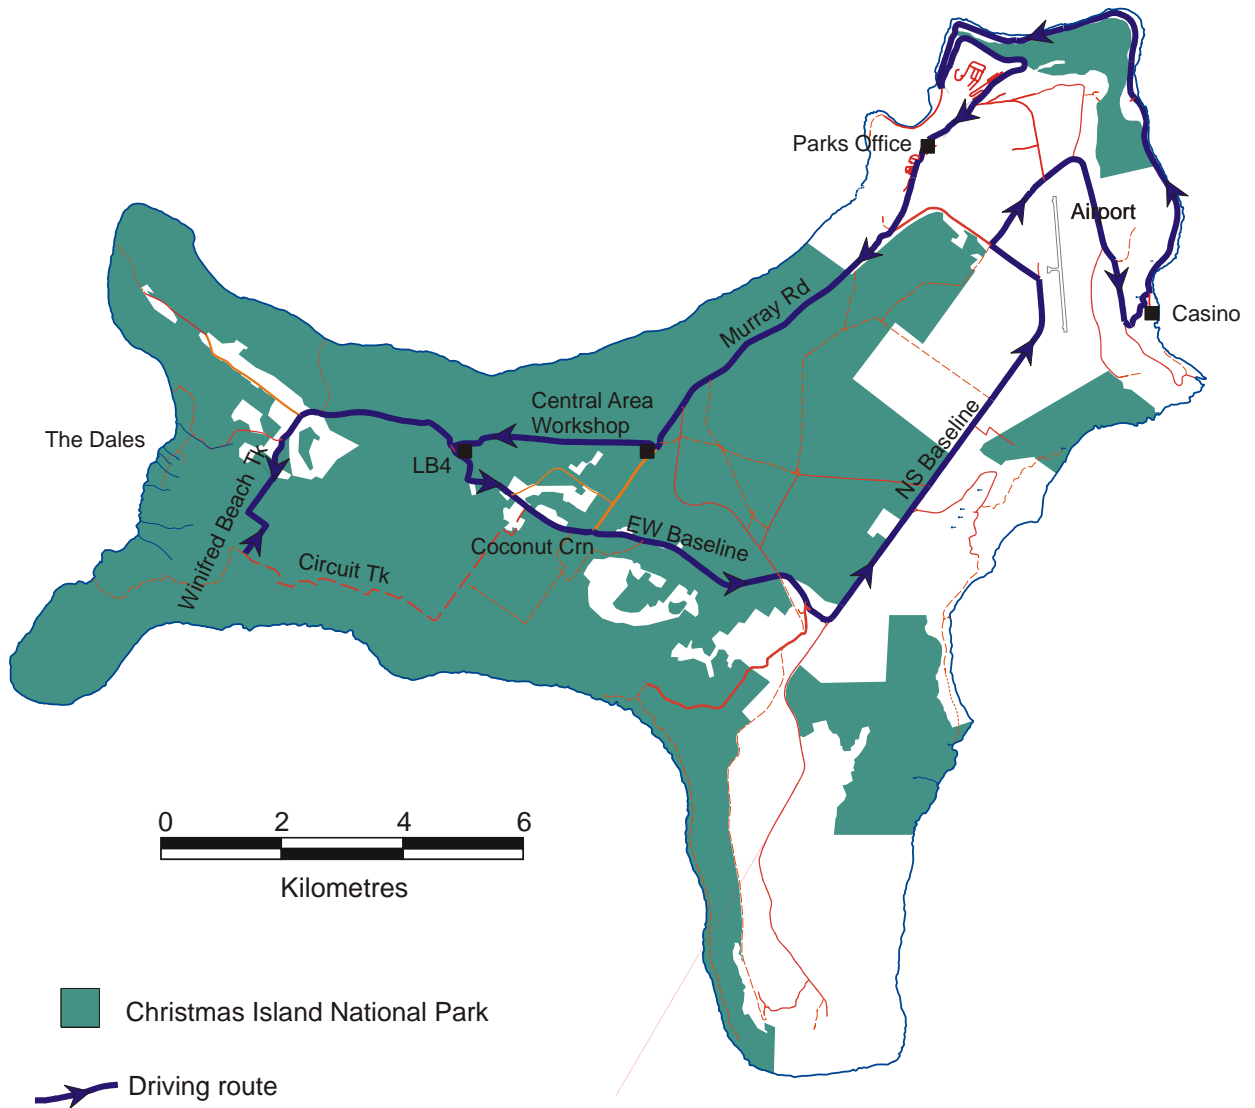 Parks Office
Airport
Murray Rd
Casino
Central Area
Workshop
The Dales
LB4
NS Baseline
Winifred Beach Tk
EW Baseline
Coconut Crn
Circuit Tk
0 2 4 6
Kilometres
Christmas Island National Park
Driving route